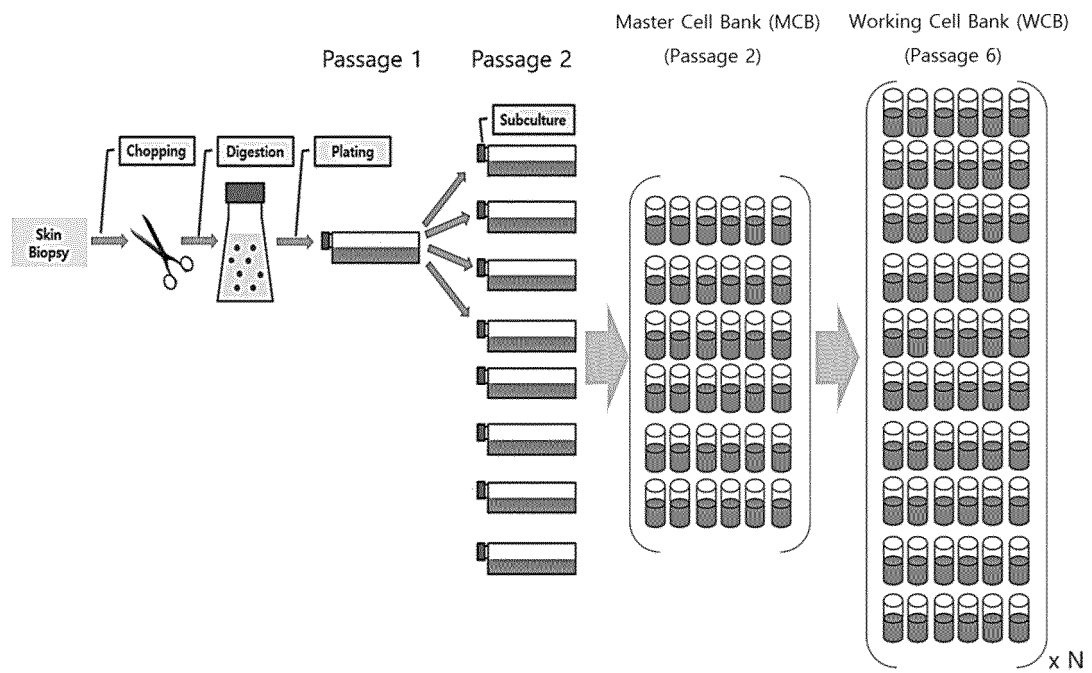 Master Cell Bank (MCB)
(Passage 2)
Working Cell Bank (WCB)
(Passage 6)
Passage 1
Passage 2
Subculture
Chopping
Digestion
Plating
Skin
Biopsy
x N